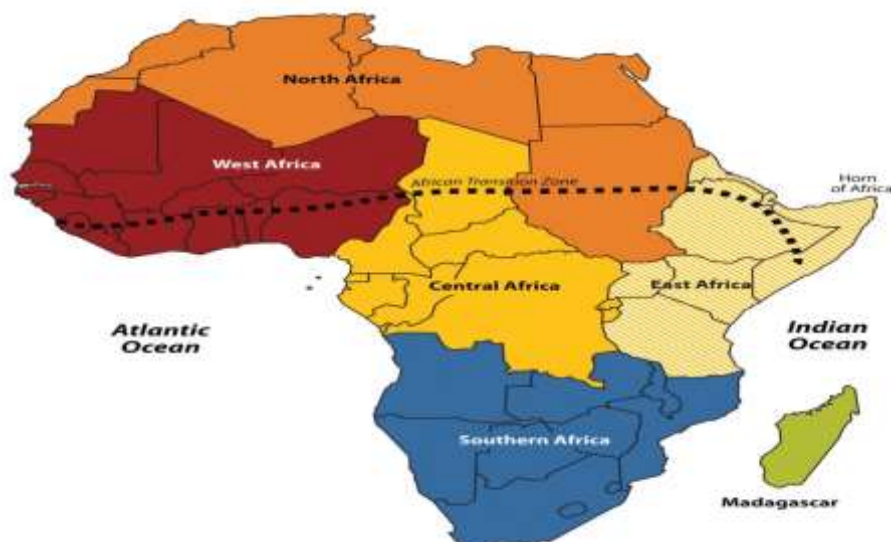 North Africa
West Africa
African Transition Zone
Horn
of Africa
Central Africa
East Africa
Atlantic
Ocean
Indian
Ocean
Southern Africa
Madagascar